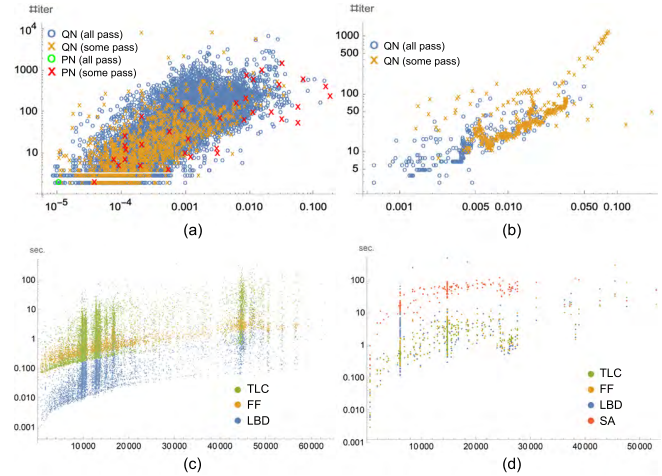 #iter
10^4
1000
100
10
10^-5
10^-4
0.001
0.010
0.100
QN (all pass)
QN (some pass)
PN (all pass)
PN (some pass)
(a)
#iter
1000
500
100
50
10
5
0.001
0.005
0.010
0.050
0.100
QN (all pass)
QN (some pass)
(b)
sec.
100
10
1
0.100
0.010
0.001
10000
20000
30000
40000
50000
60000
TLC
FF
LBD
(c)
sec.
100
10
1
0.100
0.010
0.001
10000
20000
30000
40000
50000
TLC
FF
LBD
SA
(d)